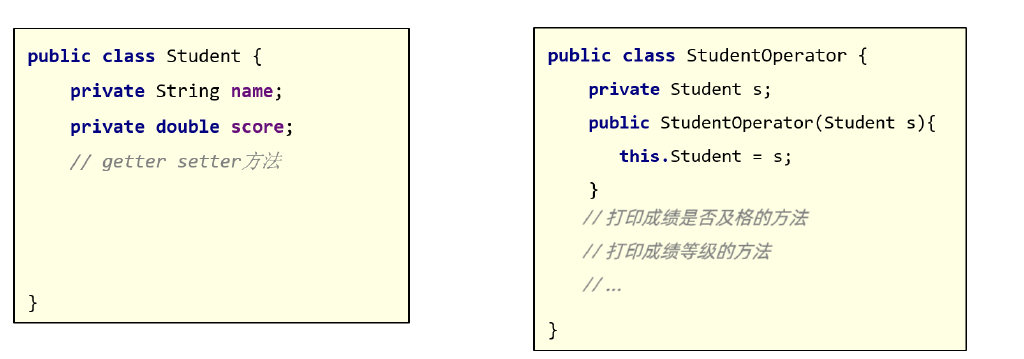 public class Student {
private String name;
private double score;
// getter setter方法
}
public class StudentOperator {
private Student s;
public StudentOperator(Student s){
this.Student = s;
}
// 打印成绩是否及格的方法
// 打印成绩等级的方法
// ...
}